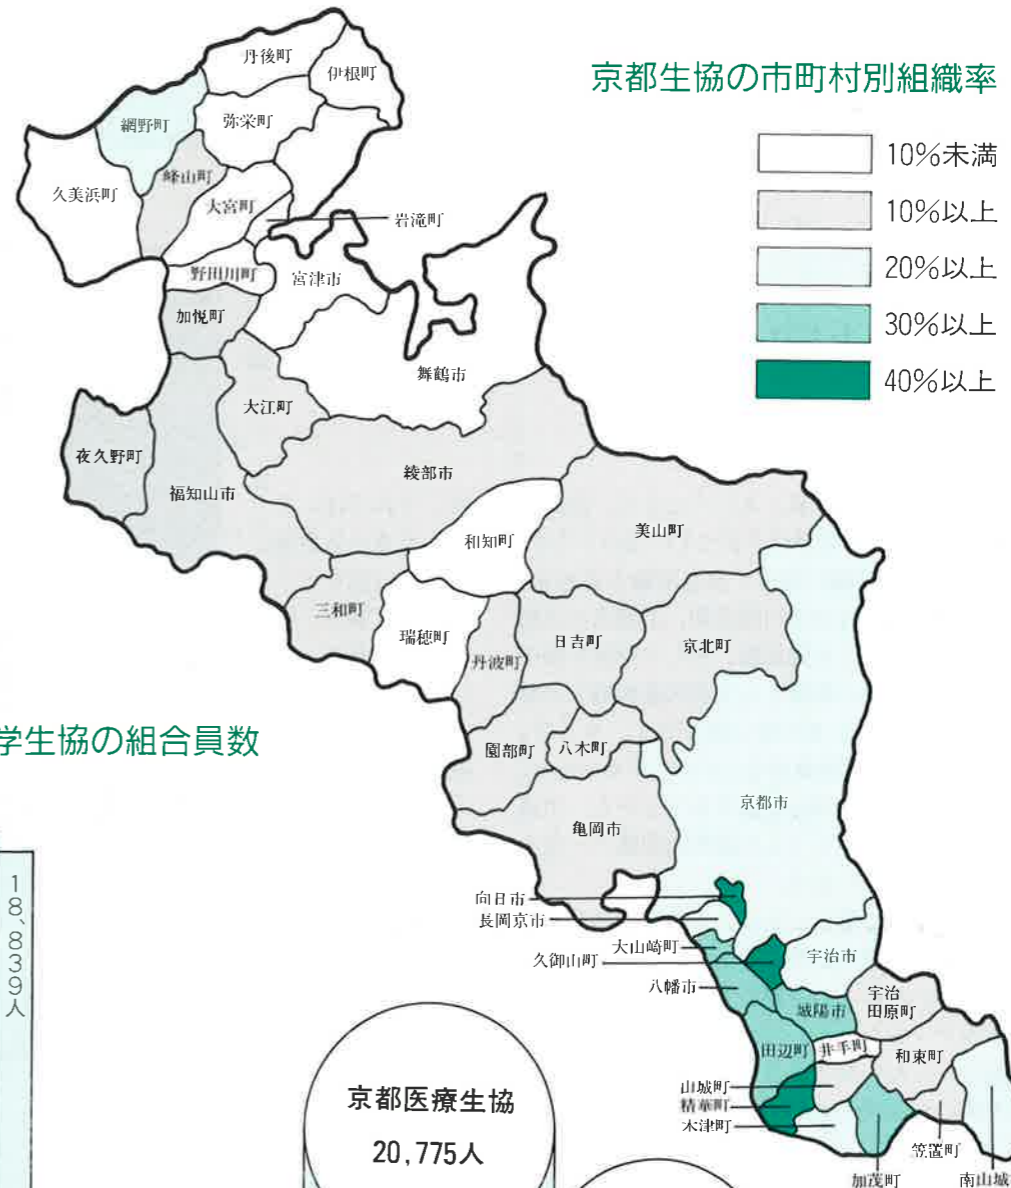 京都生協の市町村別組織率
10%未満
10%以上
20%以上
30%以上
40%以上
丹後町
伊根町
網野町
弥栄町
峰山町
久美浜町
大宮町
岩滝町
野田川町
宮津市
加悦町
舞鶴市
大江町
夜久野町
綾部市
福知山市
美山町
和知町
三和町
瑞穂町
日吉町
京北町
丹波町
園部町
八木町
京都市
亀岡市
向日市
長岡京市
大山崎町
久御山町
宇治市
八幡市
宇治
田原町
城陽市
田辺町
井手町
和束町
山城町
精華町
木津町
笠置町
加茂町
南山城
学生協の組合員数
18,839人
京都医療生協
20,775人